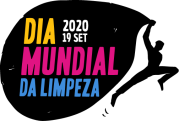 DIA
2020
19 SET
MUNDIAL
DA LIMPEZA